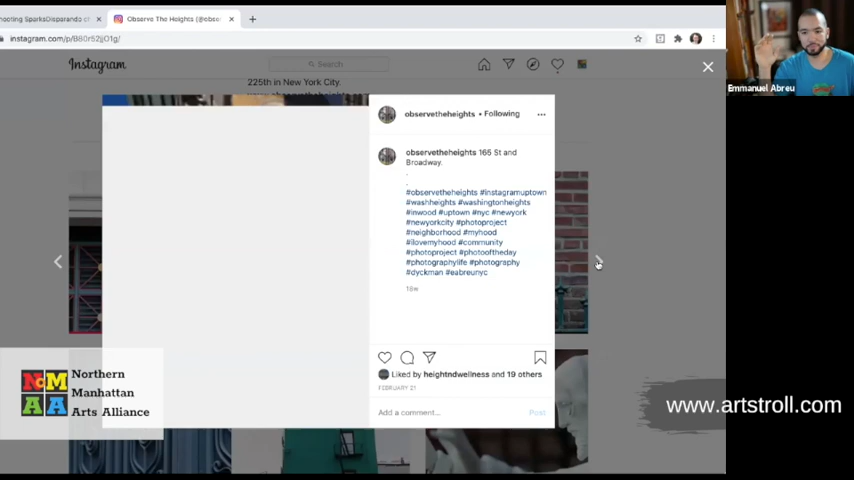 Observe The Heights (@obse
instagram.com/p/B80r52jjO1g/
Instagram
Search
225th in New York City.
observetheheights • Following
observetheheights 165 St and
Broadway.
.
.
#observetheheights #instagramuptown
#washheights #washingtonheights
#inwood #uptown #nyc #newyork
#newyorkcity #photoproject
#neighborhood #myhood
#ilovemyhood #community
#photoproject #photooftheday
#photographylife #photography
#dyckman #eabreunyc
Liked by heightndwellness and 19 others
FEBRUARY 21
Add a comment...
Post
Emmanuel Abreu
NoM
AA
Northern
Manhattan
Arts Alliance
www.artstroll.com